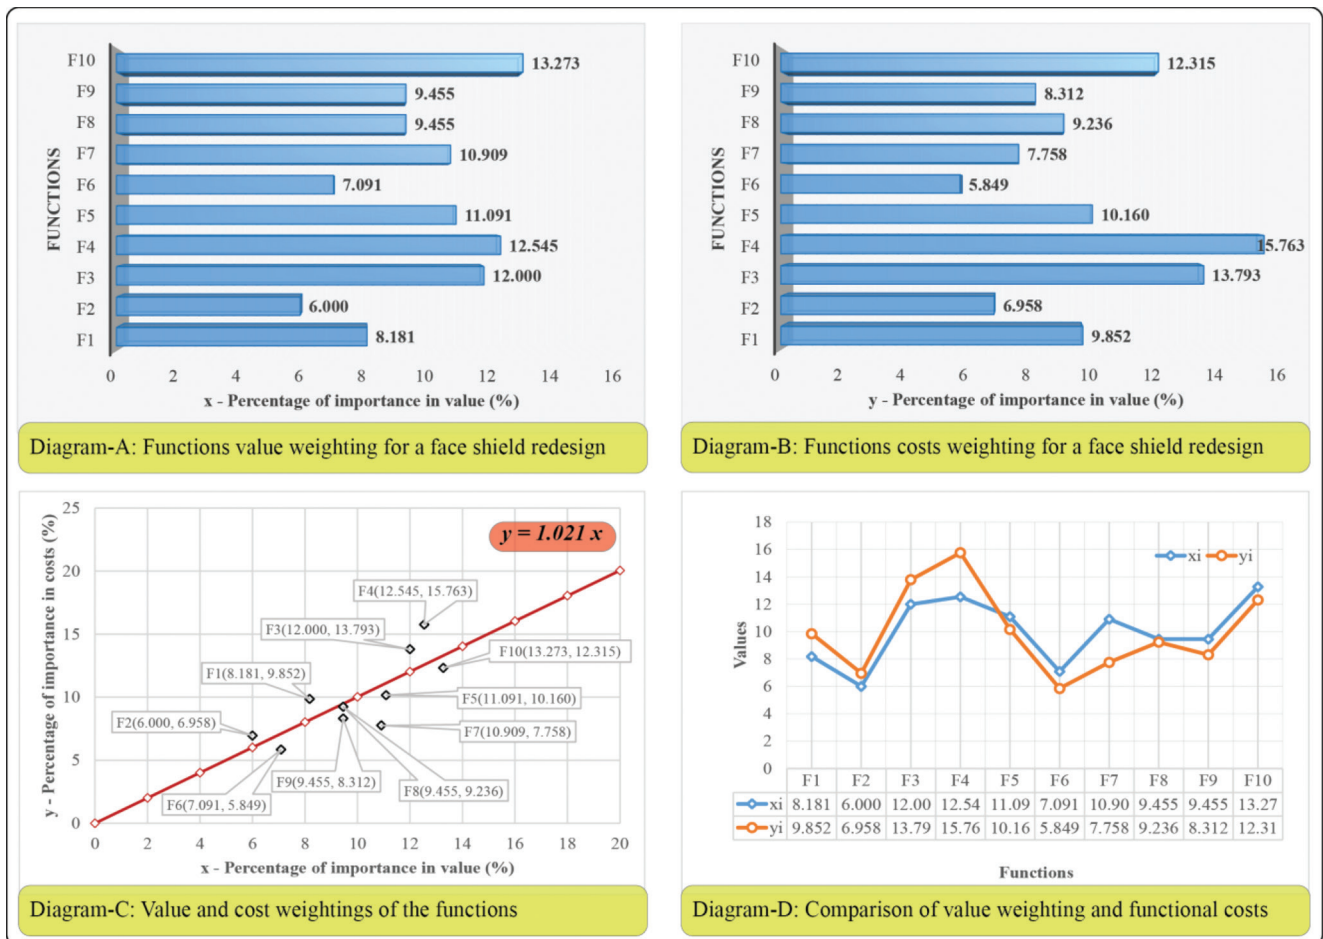 F10
13.273
F9
9.455
F8
9.455
F7
10.909
F6
7.091
F5
11.091
F4
12.545
F3
12.000
F2
6.000
F1
8.181
FUNCTIONS
0 2 4 6 8 10 12 14 16
x - Percentage of importance in value (%)
Diagram-A: Functions value weighting for a face shield redesign
F10
12.315
F9
8.312
F8
9.236
F7
7.758
F6
5.849
F5
10.160
F4
15.763
F3
13.793
F2
6.958
F1
9.852
FUNCTIONS
0 2 4 6 8 10 12 14 16
y - Percentage of importance in value (%)
Diagram-B: Functions costs weighting for a face shield redesign
y - Percentage of importance in costs (%)
25
20
15
10
5
0
y = 1.021 x
F4(12.545, 15.763)
F3(12.000, 13.793)
F10(13.273, 12.315)
F1(8.181, 9.852)
F5(11.091, 10.160)
F2(6.000, 6.958)
F7(10.909, 7.758)
F9(9.455, 8.312)
F8(9.455, 9.236)
F6(7.091, 5.849)
0 2 4 6 8 10 12 14 16 18 20
x - Percentage of importance in value (%)
Diagram-C: Value and cost weightings of the functions
Values
18
16
14
12
10
8
6
4
2
0
xi yi
F1 F2 F3 F4 F5 F6 F7 F8 F9 F10
xi 8.181 6.000 12.00 12.54 11.09 7.091 10.90 9.455 9.455 13.27
yi 9.852 6.958 13.79 15.76 10.16 5.849 7.758 9.236 8.312 12.31
Functions
Diagram-D: Comparison of value weighting and functional costs